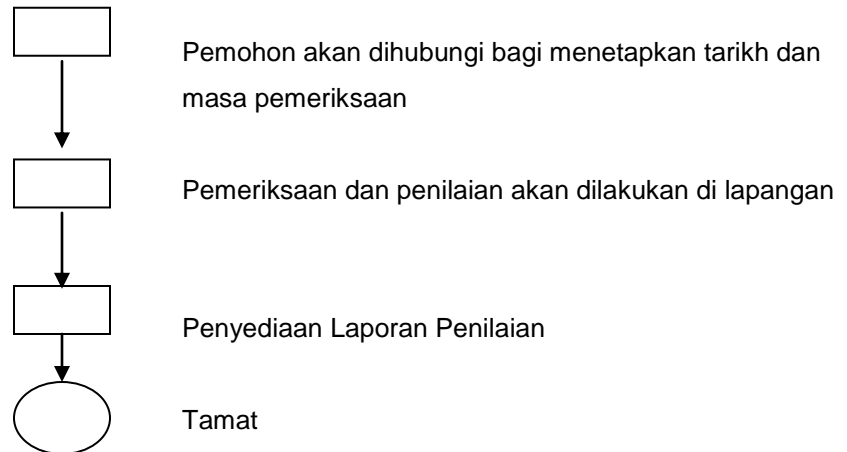 Pemohon akan dihubungi bagi menetapkan tarikh dan
masa pemeriksaan
Pemeriksaan dan penilaian akan dilakukan di lapangan
Penyediaan Laporan Penilaian
Tamat